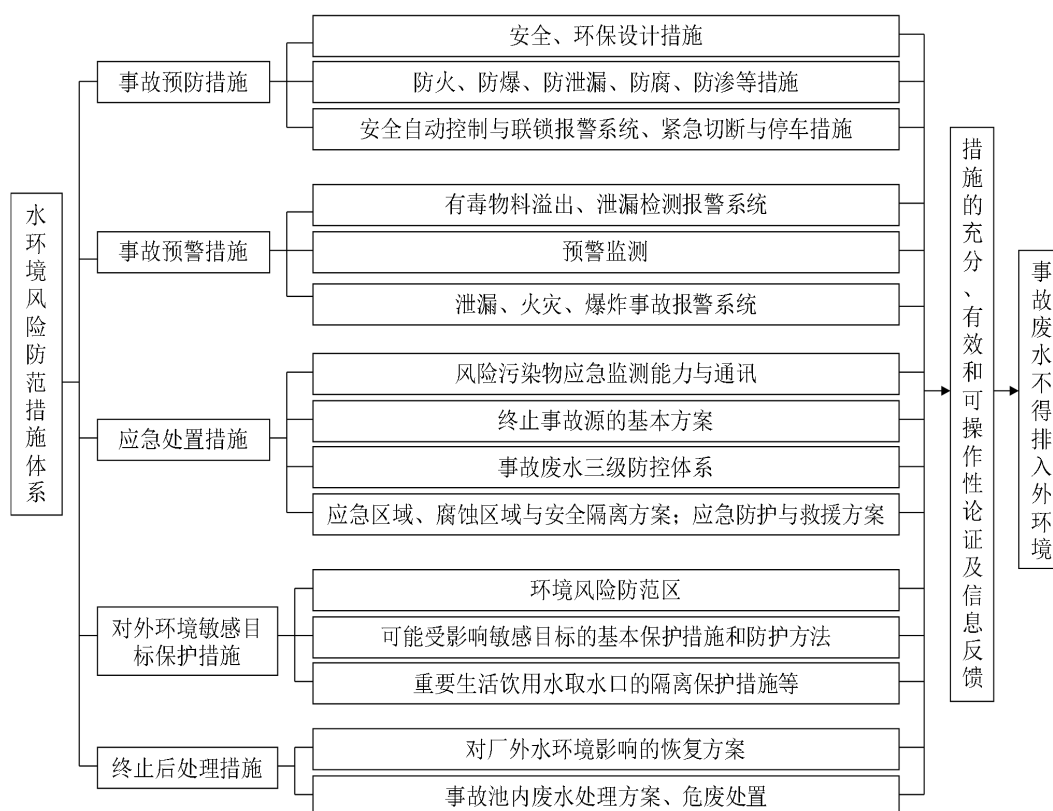 水环境风险防范措施体系
事故预防措施
安全、环保设计措施
防火、防爆、防泄漏、防腐、防渗等措施
安全自动控制与联锁报警系统、紧急切断与停车措施
事故预警措施
有毒物料溢出、泄漏检测报警系统
预警监测
泄漏、火灾、爆炸事故报警系统
应急处置措施
风险污染物应急监测能力与通讯
终止事故源的基本方案
事故废水三级防控体系
应急区域、腐蚀区域与安全隔离方案；应急防护与救援方案
对外环境敏感目
标保护措施
环境风险防范区
可能受影响敏感目标的基本保护措施和防护方法
重要生活饮用水取水口的隔离保护措施等
终止后处理措施
对厂外水环境影响的恢复方案
事故池内废水处理方案、危废处置
措施的充分、有效和可操作性论证及信息反馈
事故废水不得排入外环境